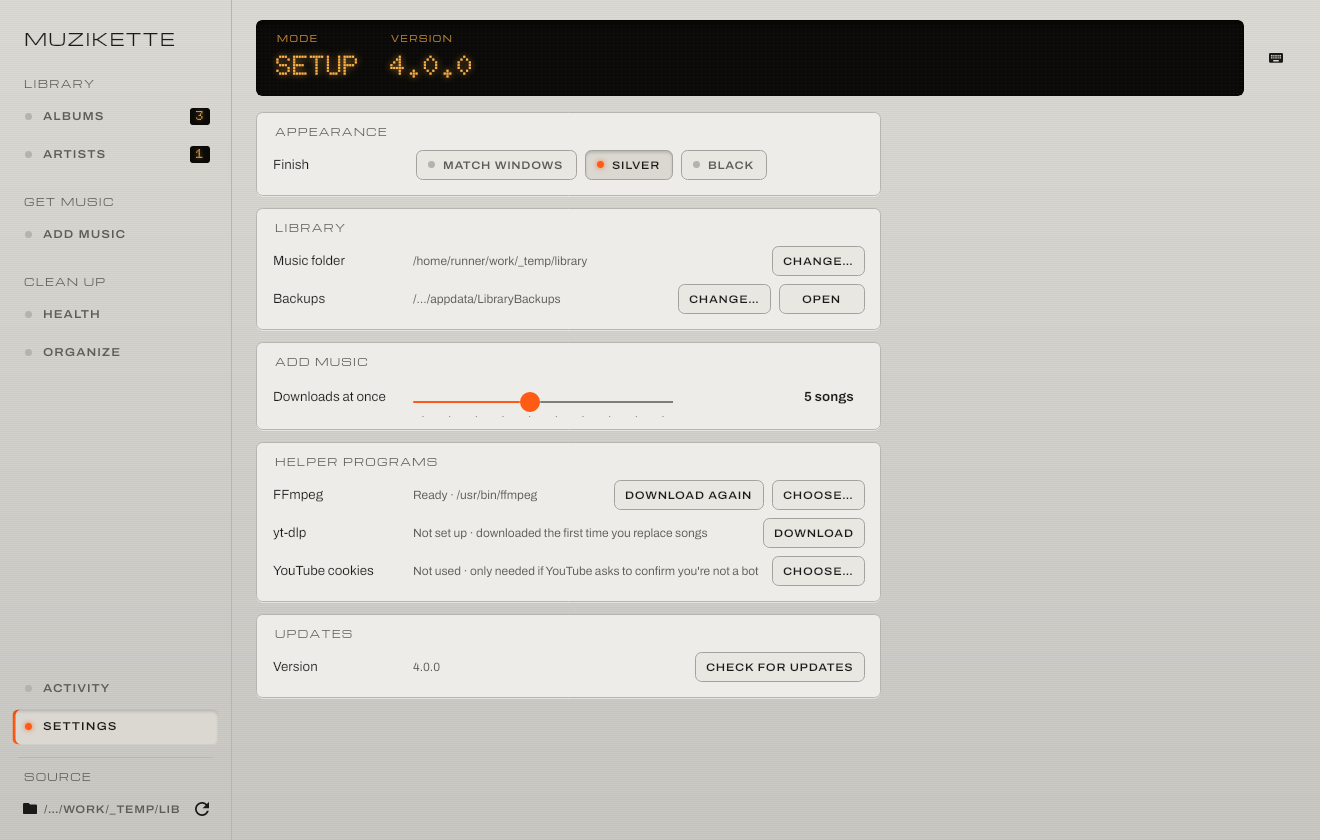 MUZIKETTE
LIBRARY
ALBUMS 3
ARTISTS 1
GET MUSIC
ADD MUSIC
CLEAN UP
HEALTH
ORGANIZE
ACTIVITY
SETTINGS
SOURCE
/.../WORK/_TEMP/LIB
MODE VERSION
SETUP 4.0.0
APPEARANCE
Finish MATCH WINDOWS SILVER BLACK
LIBRARY
Music folder /home/runner/work/_temp/library CHANGE...
Backups /.../appdata/LibraryBackups CHANGE... OPEN
ADD MUSIC
Downloads at once 5 songs
HELPER PROGRAMS
FFmpeg Ready · /usr/bin/ffmpeg DOWNLOAD AGAIN CHOOSE...
yt-dlp Not set up · downloaded the first time you replace songs DOWNLOAD
YouTube cookies Not used · only needed if YouTube asks to confirm you're not a bot CHOOSE...
UPDATES
Version 4.0.0 CHECK FOR UPDATES